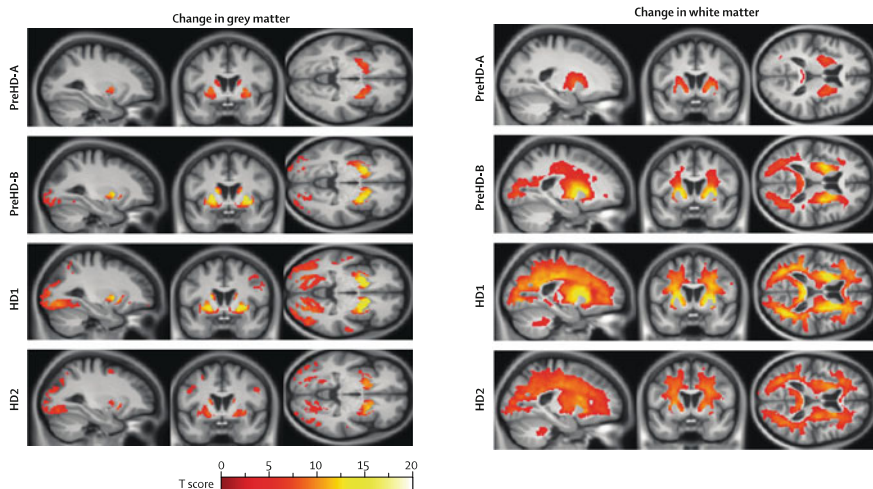 Change in grey matter
Change in white matter
PreHD-A
PreHD-B
HD1
HD2
PreHD-A
PreHD-B
HD1
HD2
0 5 10 15 20
T score